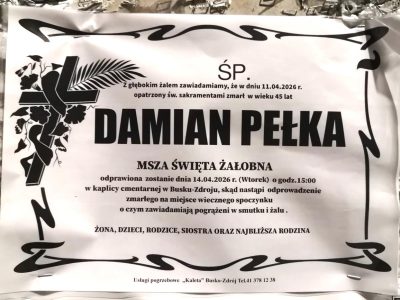 ŚP.
Z głębokim żalem zawiadamiamy, że w dniu 11.04.2026 r.
opatrzony św. sakramentami zmarł w wieku 45 lat
DAMIAN PEŁKA
MSZA ŚWIĘTA ŻAŁOBNA
odprawiona zostanie dnia 14.04.2026 r. (Wtorek) o godz.15:00
w kaplicy cmentarnej w Busku-Zdroju, skąd nastąpi odprowadzenie
zmarłego na miejsce wiecznego spoczynku
o czym zawiadamiają pogrążeni w smutku i żalu .
ŻONA, DZIECI, RODZICE, SIOSTRA ORAZ NAJBLIŻSZA RODZINA
Usługi pogrzebowe „Kaleta" Busko-Zdrój Tel.41 378 12 38